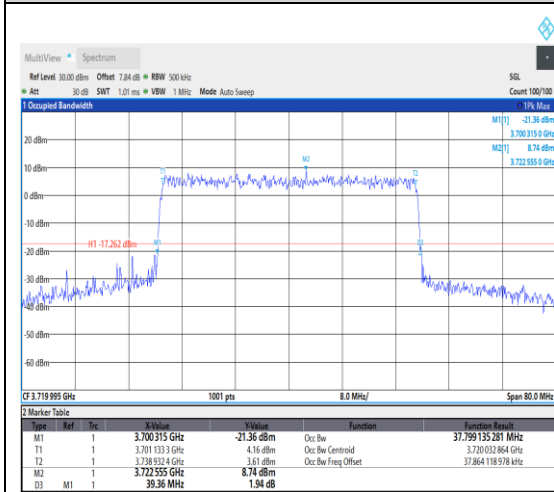 MultiView Spectrum
Ref Level 30.00 dBm Offset 7.84 dB RBW 500 kHz SGL
Att 30 dB SWT 1.01 ms VBW 1 MHz Mode Auto Sweep Count 100/100
1 Occupied Bandwidth 1Pk Max
M1[1] -21.36 dBm
3.700 315 0 GHz
M2[1] 8.74 dBm
3.722 555 0 GHz
20 dBm
M2
T1 T2
10 dBm
0 dBm
-10 dBm
H1 -17.262 dBm
M1 D3
-20 dBm
-30 dBm
-40 dBm
-50 dBm
-60 dBm
CF 3.719 995 GHz 1001 pts 8.0 MHz/ Span 80.0 MHz
2 Marker Table
Type Ref Trc X-Value Y-Value Function Function Result
M1 1 3.700315 GHz -21.36 dBm Occ Bw 37.799 135 281 MHz
T1 1 3.701 133 3 GHz 4.16 dBm Occ Bw Centroid 3.720 032 864 GHz
T2 1 3.738 932 4 GHz 3.61 dBm Occ Bw Freq Offset 37.864 118 978 kHz
M2 1 3.722 555 GHz 8.74 dBm
D3 M1 1 39.36 MHz 1.94 dB